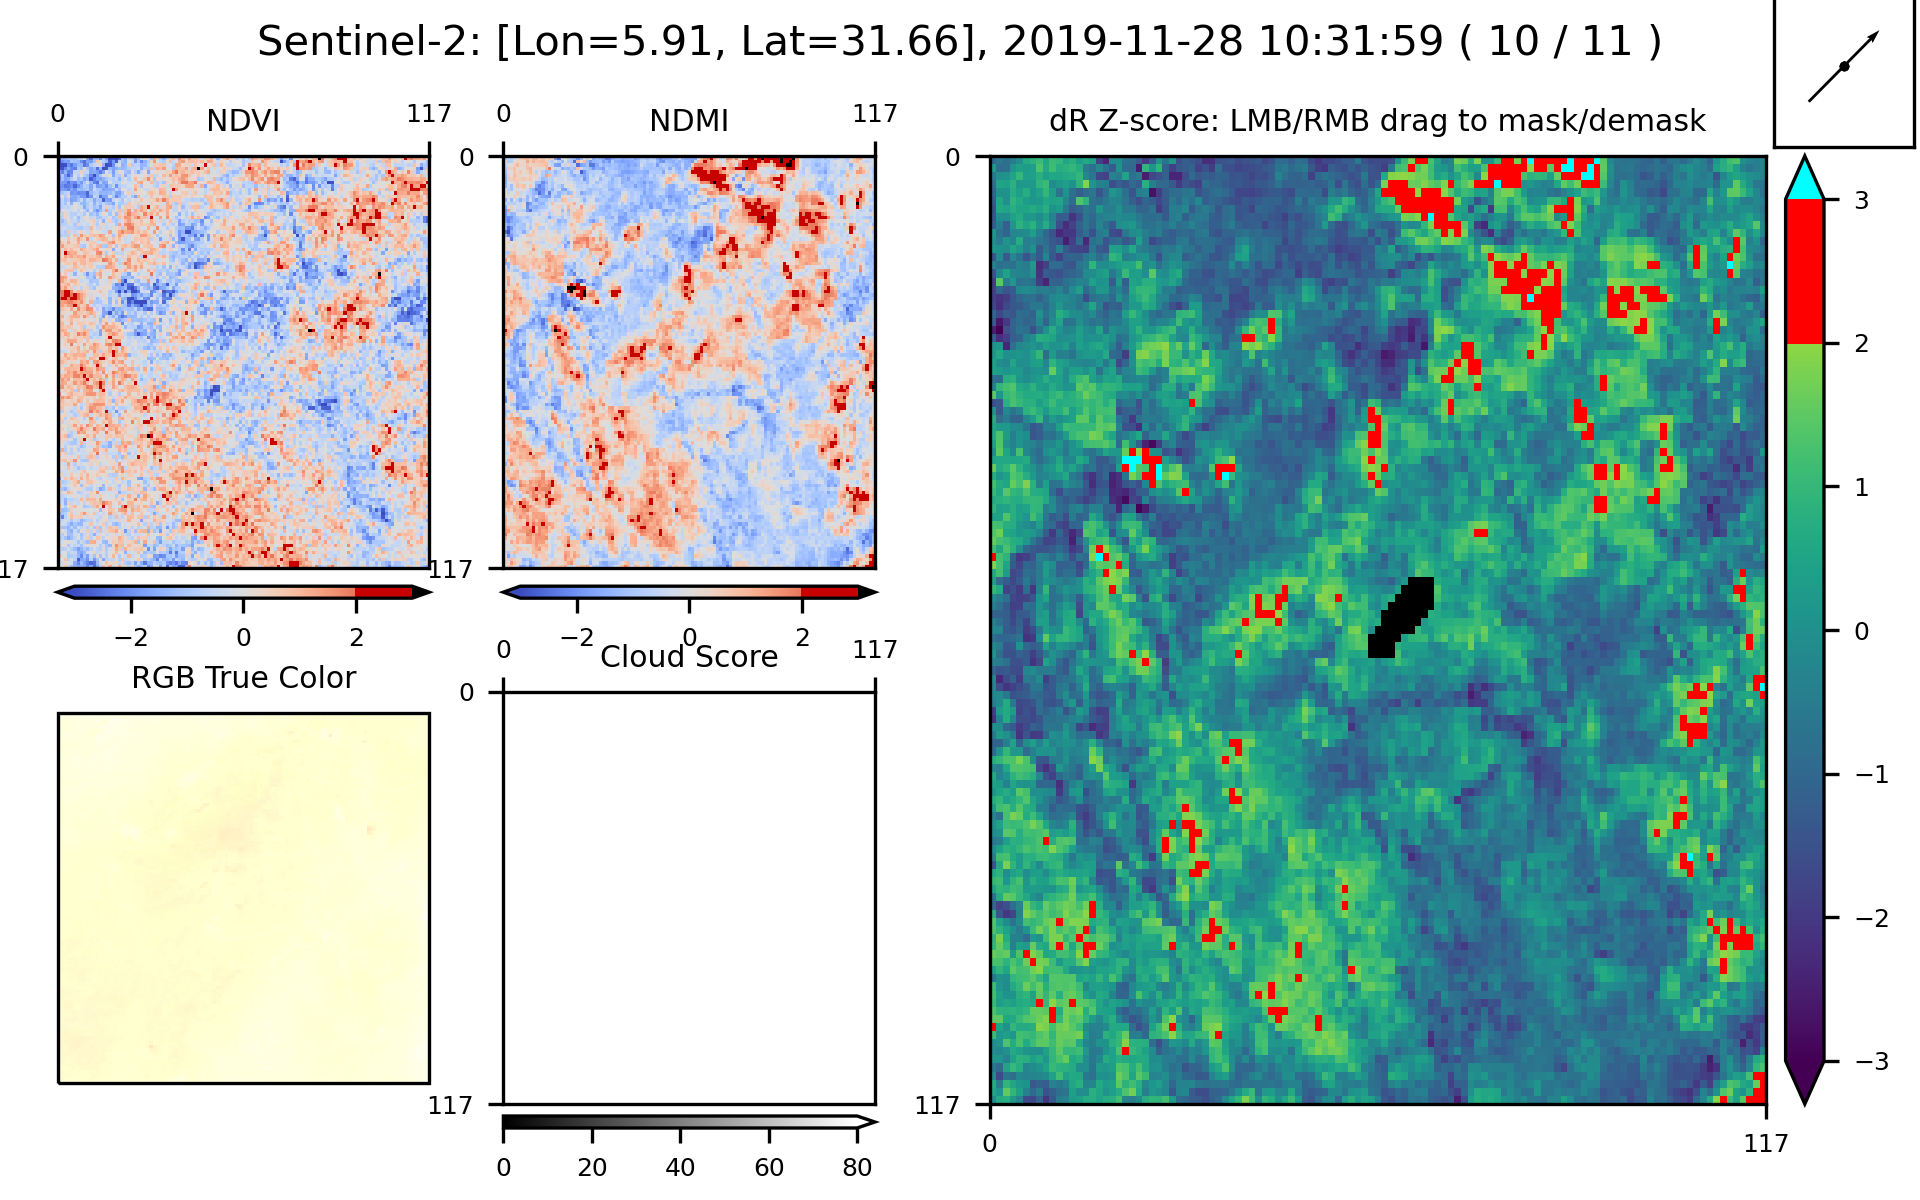 Sentinel-2: [Lon=5.91, Lat=31.66], 2019-11-28 10:31:59 ( 10 / 11 )
0 NDVI 117
0
17
−2 0 2
0 NDMI 117
0
117
−2 0 2
dR Z-score: LMB/RMB drag to mask/demask
0
117
0 117
3
2
1
0
−1
−2
−3
RGB True Color
0 Cloud Score 117
0
117
0 20 40 60 80